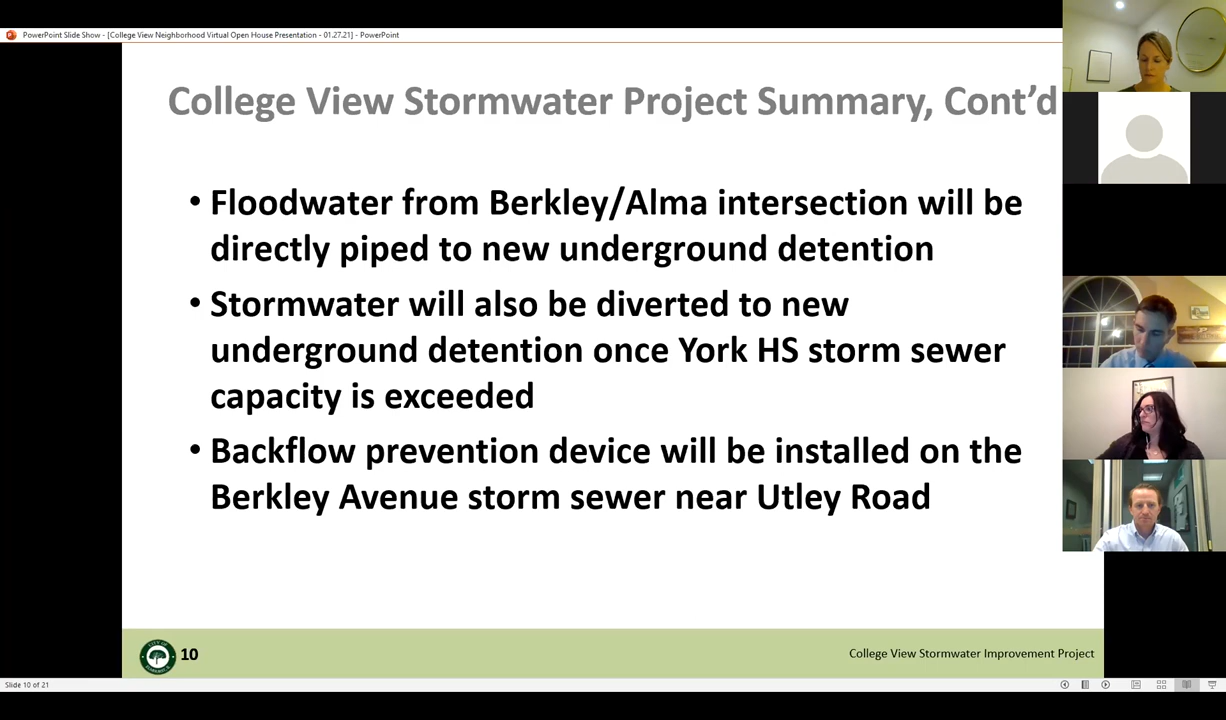 PowerPoint Slide Show - [College View Neighborhood Virtual Open House Presentation - 01.27.21] - PowerPoint
College View Stormwater Project Summary, Cont'd
• Floodwater from Berkley/Alma intersection will be
directly piped to new underground detention
• Stormwater will also be diverted to new
underground detention once York HS storm sewer
capacity is exceeded
• Backflow prevention device will be installed on the
Berkley Avenue storm sewer near Utley Road
10
College View Stormwater Improvement Project
Slide 10 of 21